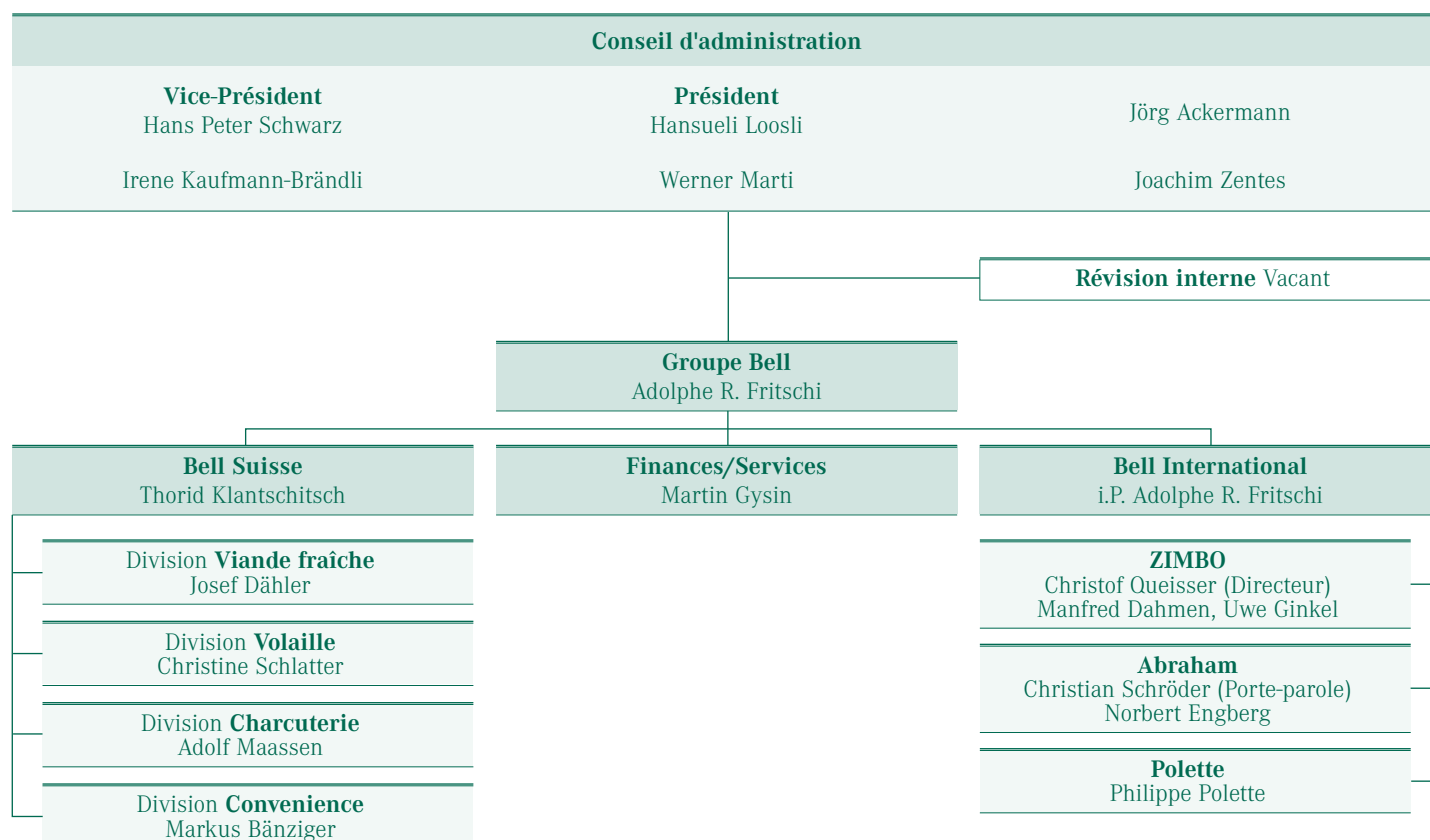 Conseil d'administration
Vice-Président
Hans Peter Schwarz
Président
Hansueli Loosli
Jörg Ackermann
Irene Kaufmann-Brändli
Werner Marti
Joachim Zentes
Révision interne Vacant
Groupe Bell
Adolphe R. Fritschi
Bell Suisse
Thorid Klantschitsch
Finances/Services
Martin Gysin
Bell International
i.P. Adolphe R. Fritschi
Division Viande fraîche
Josef Dähler
Division Volaille
Christine Schlatter
Division Charcuterie
Adolf Maassen
Division Convenience
Markus Bänziger
ZIMBO
Christof Queisser (Directeur)
Manfred Dahmen, Uwe Ginkel
Abraham
Christian Schröder (Porte-parole)
Norbert Engberg
Polette
Philippe Polette